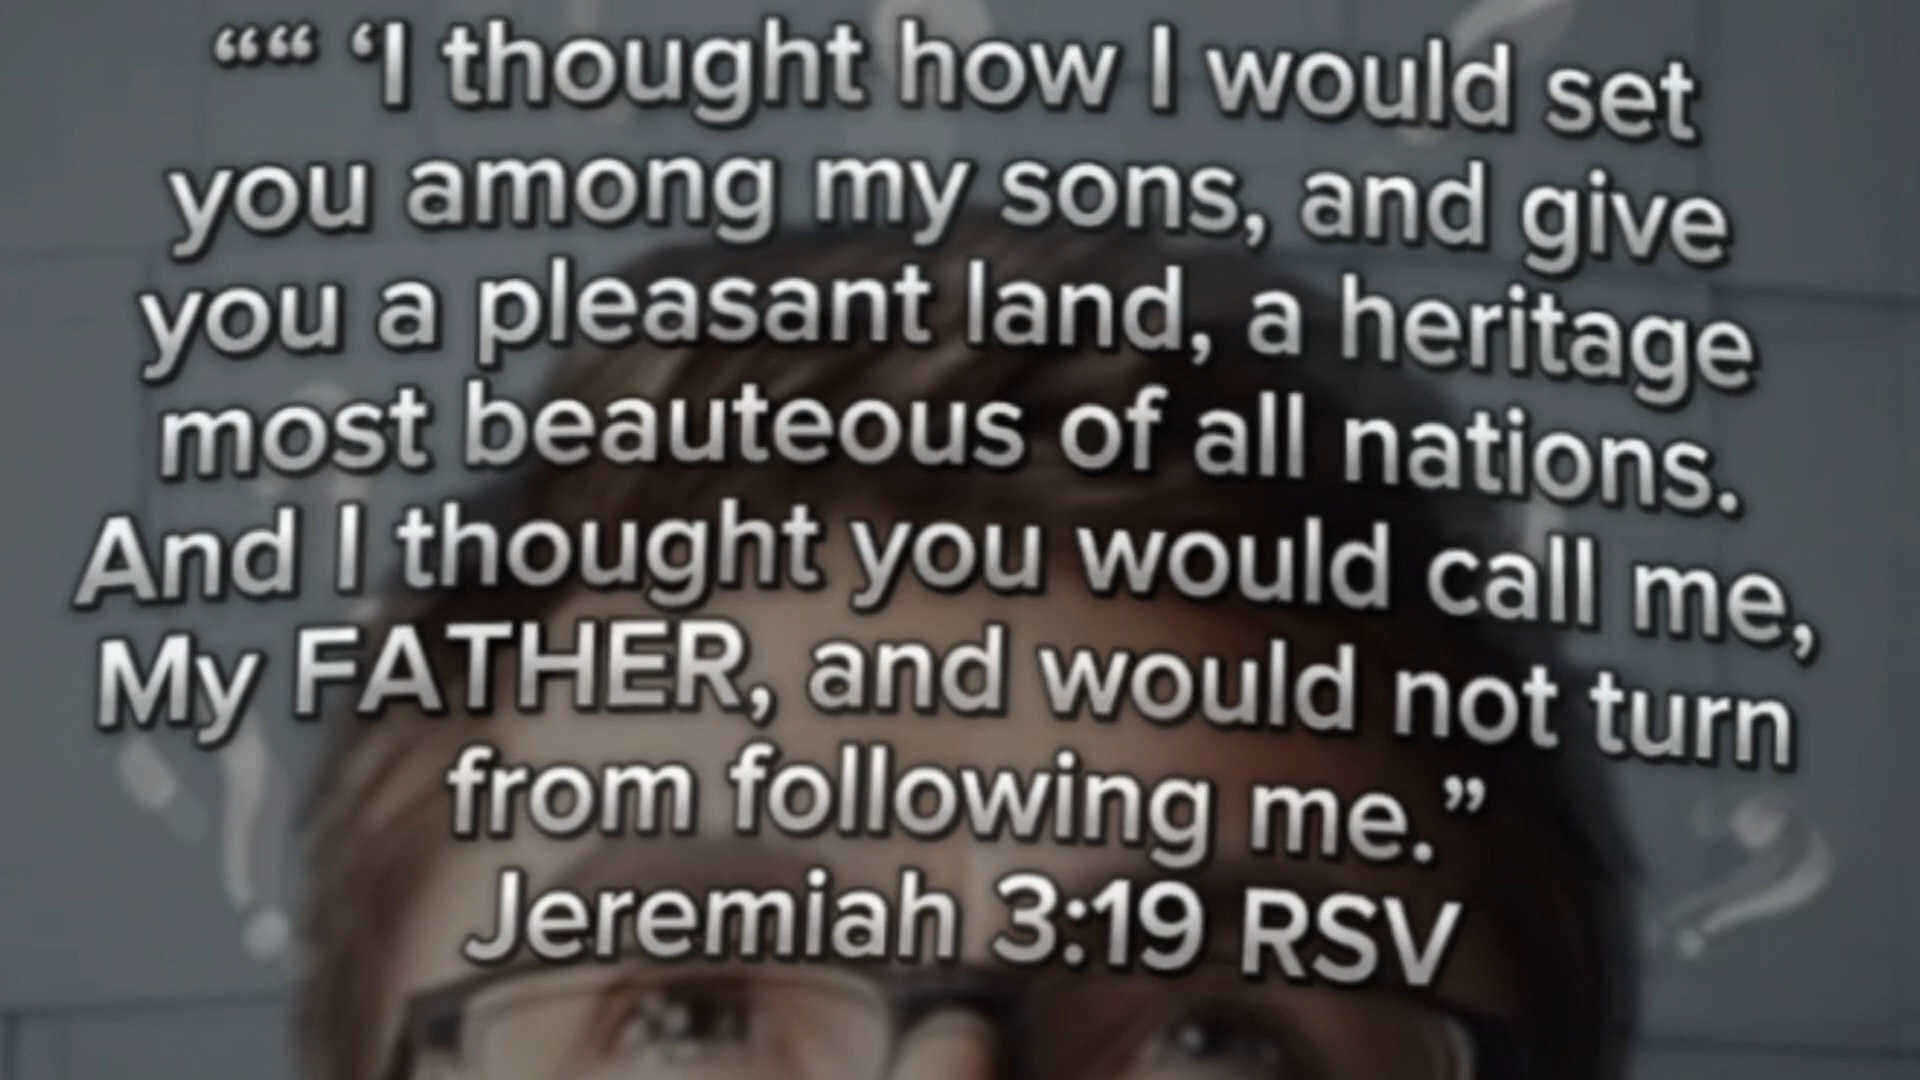 ““ ‘I thought how I would set
you among my sons, and give
you a pleasant land, a heritage
most beauteous of all nations.
And I thought you would call me,
My FATHER, and would not turn
from following me.”
Jeremiah 3:19 RSV